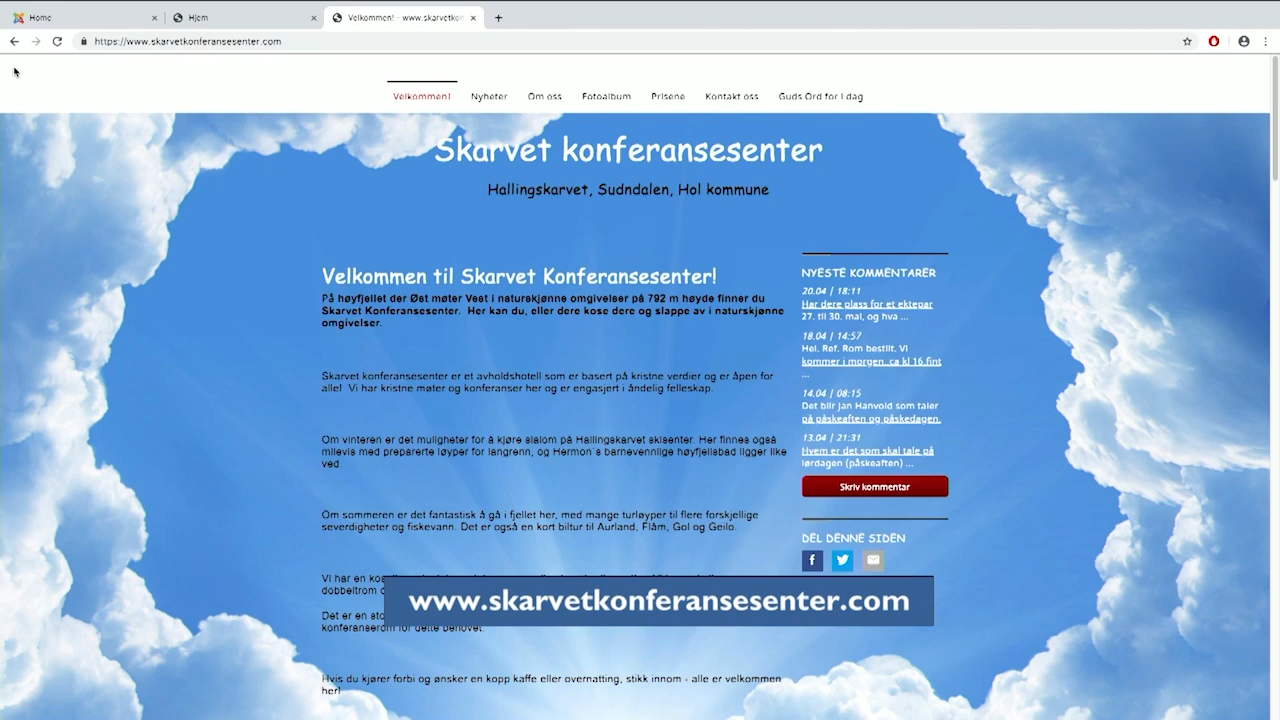 Home
Hjem
Velkommen! - www.skarvetkon
https://www.skarvetkonferansesenter.com
Velkommen!
Nyheter
Om oss
Fotoalbum
Prisene
Kontakt oss
Guds Ord for i dag
Skarvet konferansesenter
Hallingskarvet, Sudndalen, Hol kommune
Velkommen til Skarvet Konferansesenter!
På høyfjellet der Øst møter Vest i naturskjønne omgivelser på 792 m høyde finner du
Skarvet Konferansesenter. Her kan du, eller dere kose dere og slappe av i naturskjønne
omgivelser.
Skarvet konferansesenter er et avholdshotell som er basert på kristne verdier og er åpen for
alle! Vi har kristne møter og konferanser her og er engasjert i åndelig felleskap.
Om vinteren er det muligheter for å kjøre slalom på Hallingskarvet skisenter. Her finnes også
milevis med preparerte løyper for langrenn, og Hermon´s barnevennlige høyfjellsbad ligger like
ved.
Om sommeren er det fantastisk å gå i fjellet her, med mange turløyper til flere forskjellige
severdigheter og fiskevann. Det er også en kort biltur til Aurland, Flåm, Gol og Geilo.
Vi har en
dobbeltrom
Det er en
konferanserom for dette behovet.
Hvis du kjører forbi og ønsker en kopp kaffe eller overnatting, stikk innom - alle er velkommen
her!
NYESTE KOMMENTARER
20.04 | 18:11
Har dere plass for et ektepar
27. til 30. mai, og hva ...
18.04 | 14:57
Hei. Ref. Rom bestilt. Vi
kommer i morgen..ca kl 16.fint
...
14.04 | 08:15
Det blir Jan Hanvold som taler
på påskeaften og påskedagen.
13.04 | 21:31
Hvem er det som skal tale på
lørdagen (påskeaften) ...
Skriv kommentar
DEL DENNE SIDEN
www.skarvetkonferansesenter.com